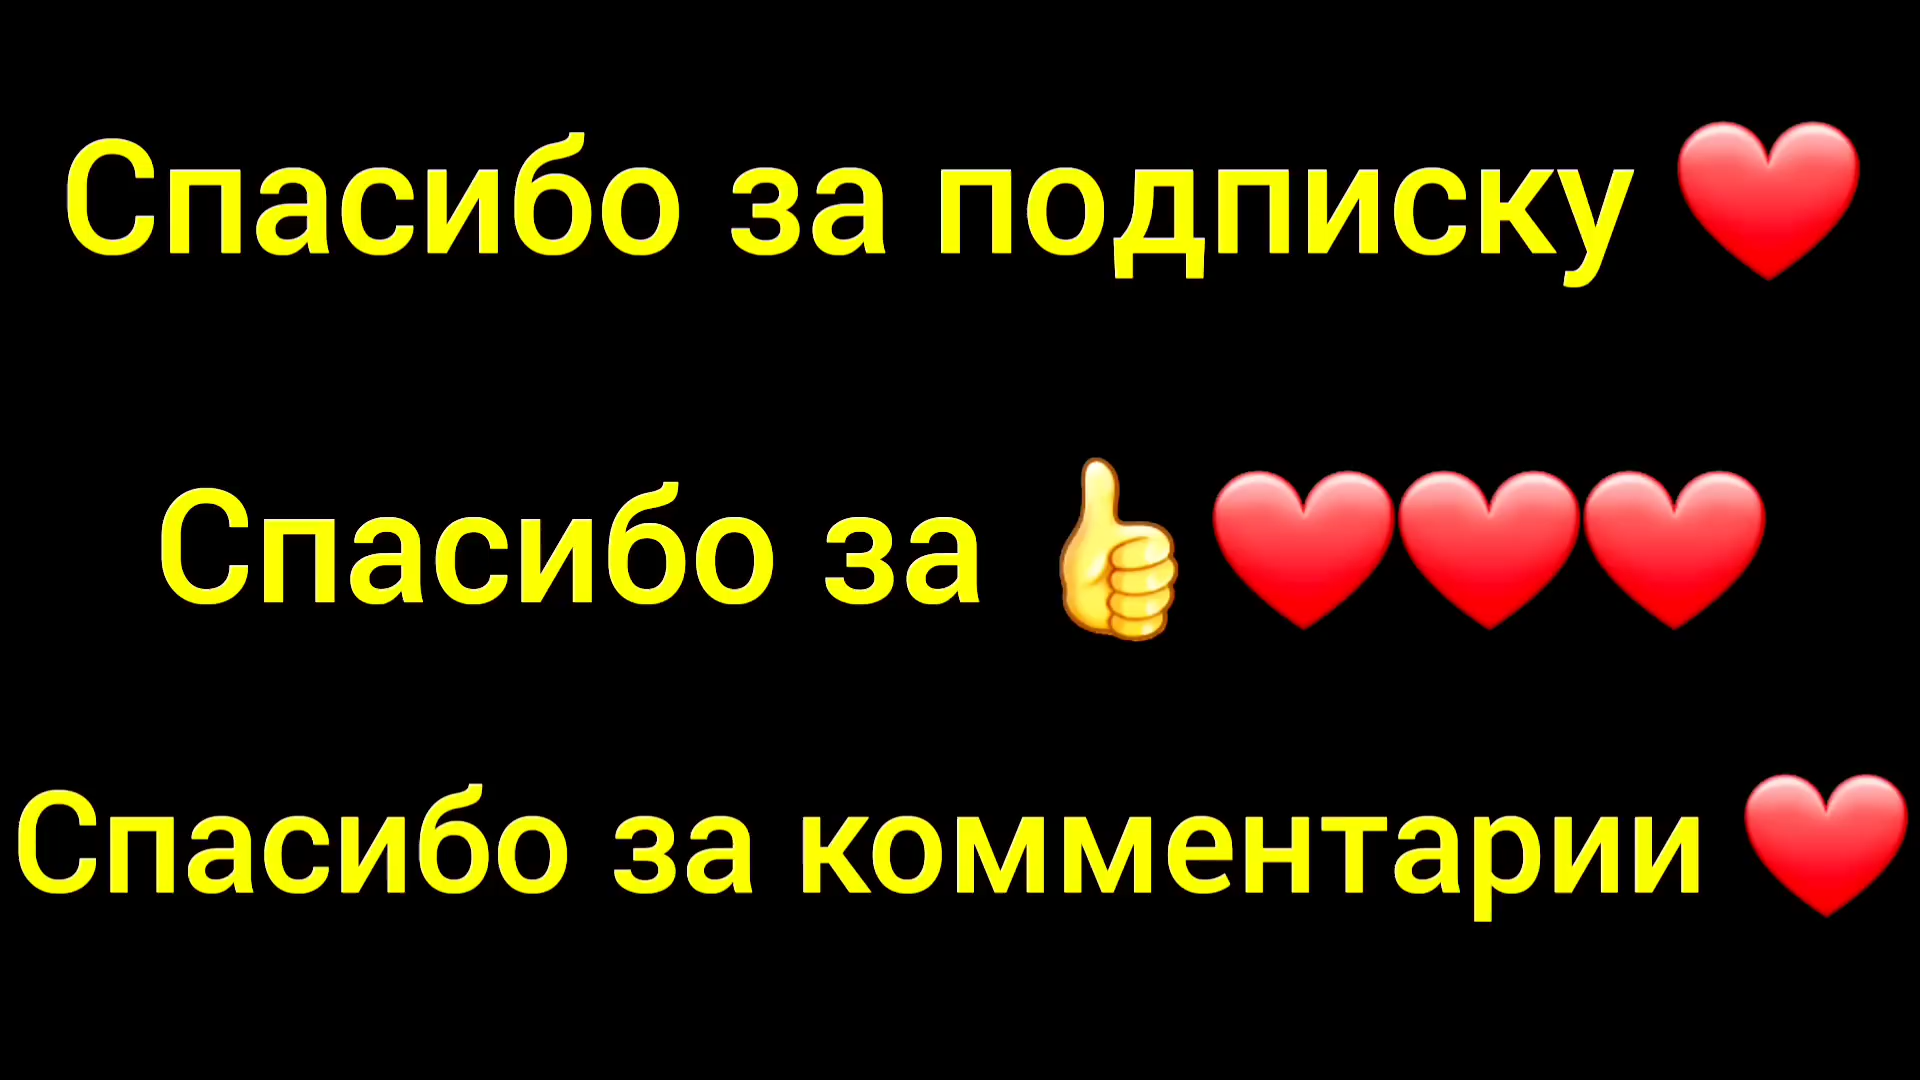 Спасибо за подписку ❤️
Спасибо за 👍❤️❤️❤️
Спасибо за комментарии ❤️